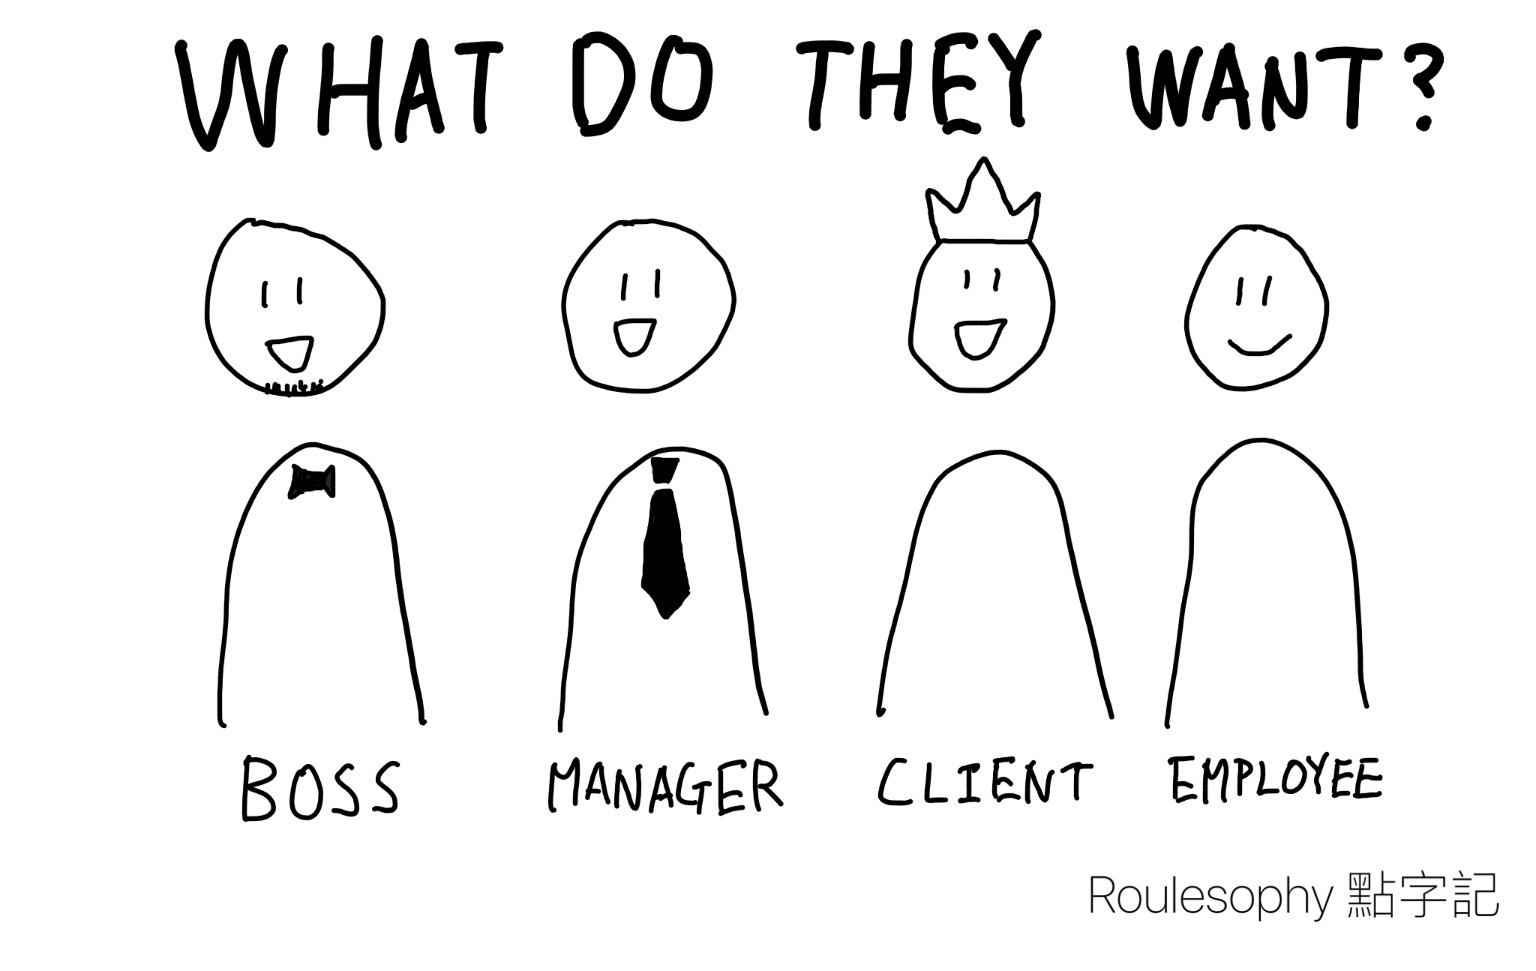 WHAT DO THEY WANT?
BOSS MANAGER CLIENT EMPLOYEE
Roulesophy 點字記